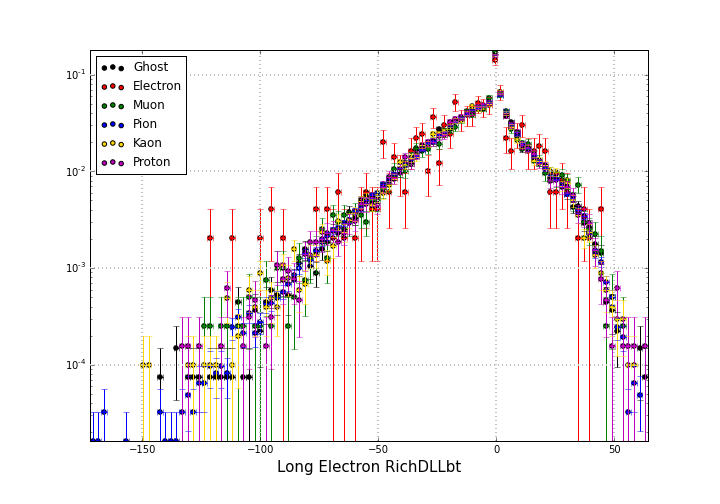 Ghost
Electron
Muon
Pion
Kaon
Proton
10⁻¹
10⁻²
10⁻³
10⁻⁴
−150 −100 −50 0 50
Long Electron RichDLLbt